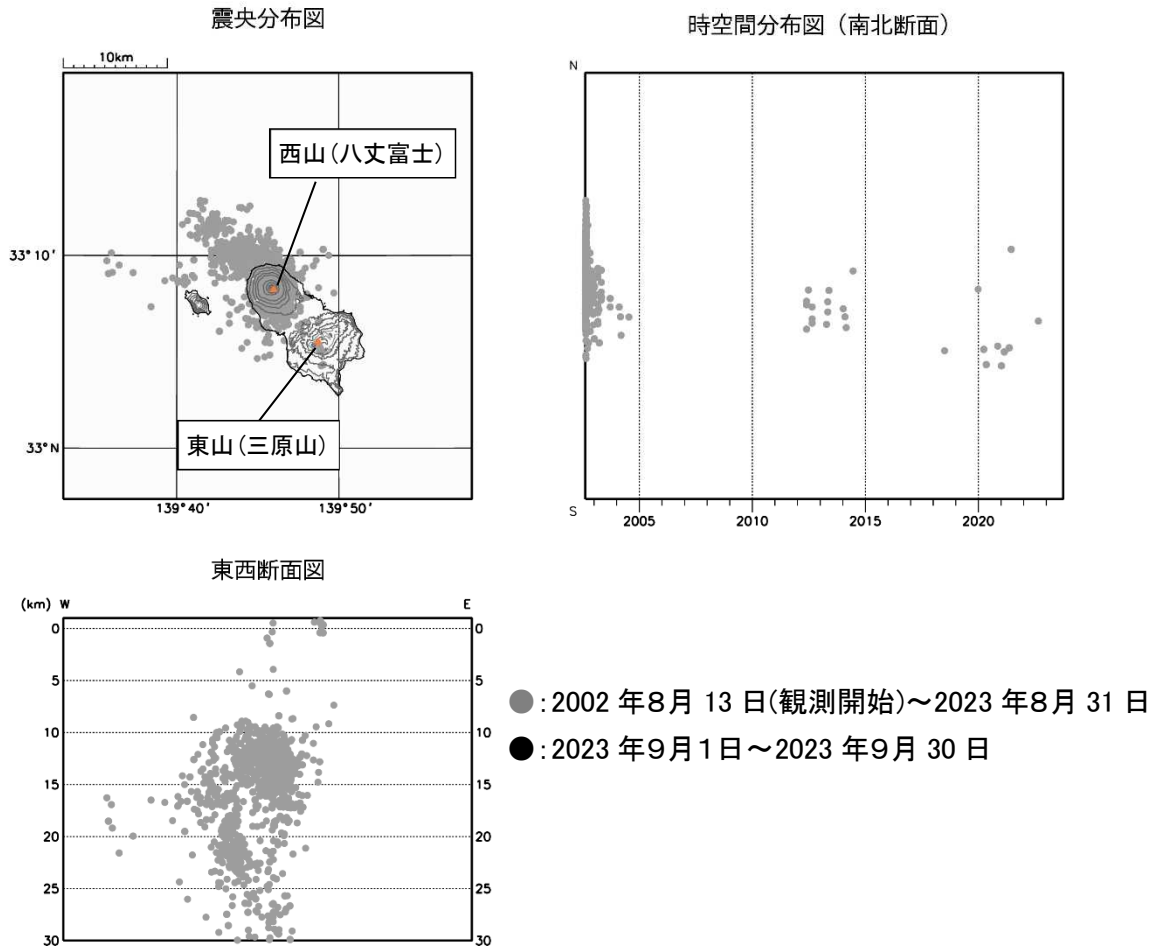 震央分布図
時空間分布図（南北断面）
10km
N
西山（八丈富士）
33°10′
東山（三原山）
33°N
139°40′
139°50′
S
2005
2010
2015
2020
東西断面図
(km) W
E
0
0
5
5
10
10
15
15
20
20
25
25
30
30
●：2002 年８月 13 日(観測開始)～2023 年８月 31 日
●：2023 年９月１日～2023 年９月 30 日